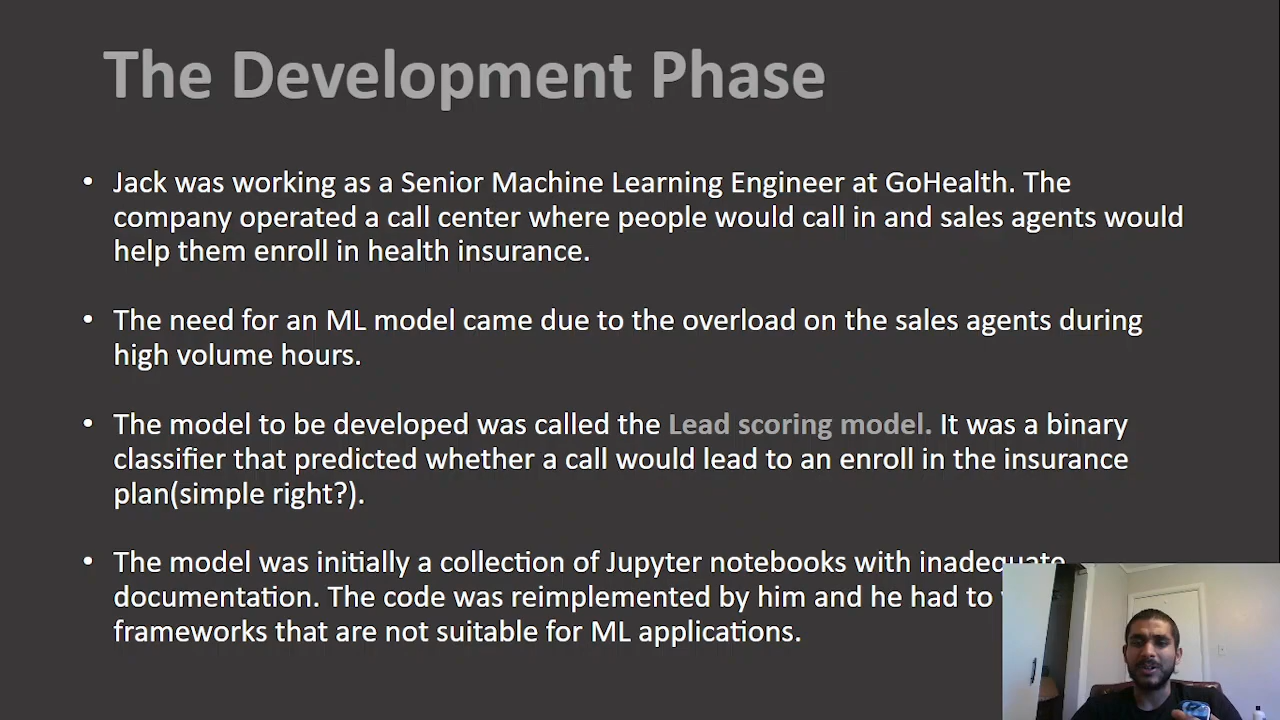 The Development Phase
• Jack was working as a Senior Machine Learning Engineer at GoHealth. The
company operated a call center where people would call in and sales agents would
help them enroll in health insurance.
• The need for an ML model came due to the overload on the sales agents during
high volume hours.
• The model to be developed was called the Lead scoring model. It was a binary
classifier that predicted whether a call would lead to an enroll in the insurance
plan(simple right?).
• The model was initially a collection of Jupyter notebooks with inadequate
documentation. The code was reimplemented by him and he had to
frameworks that are not suitable for ML applications.